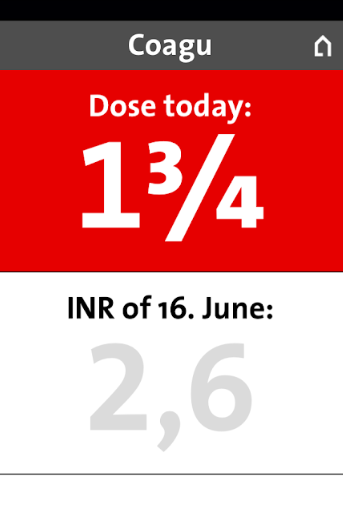 Coagu
Dose today:
1¾
INR of 16. June:
2,6